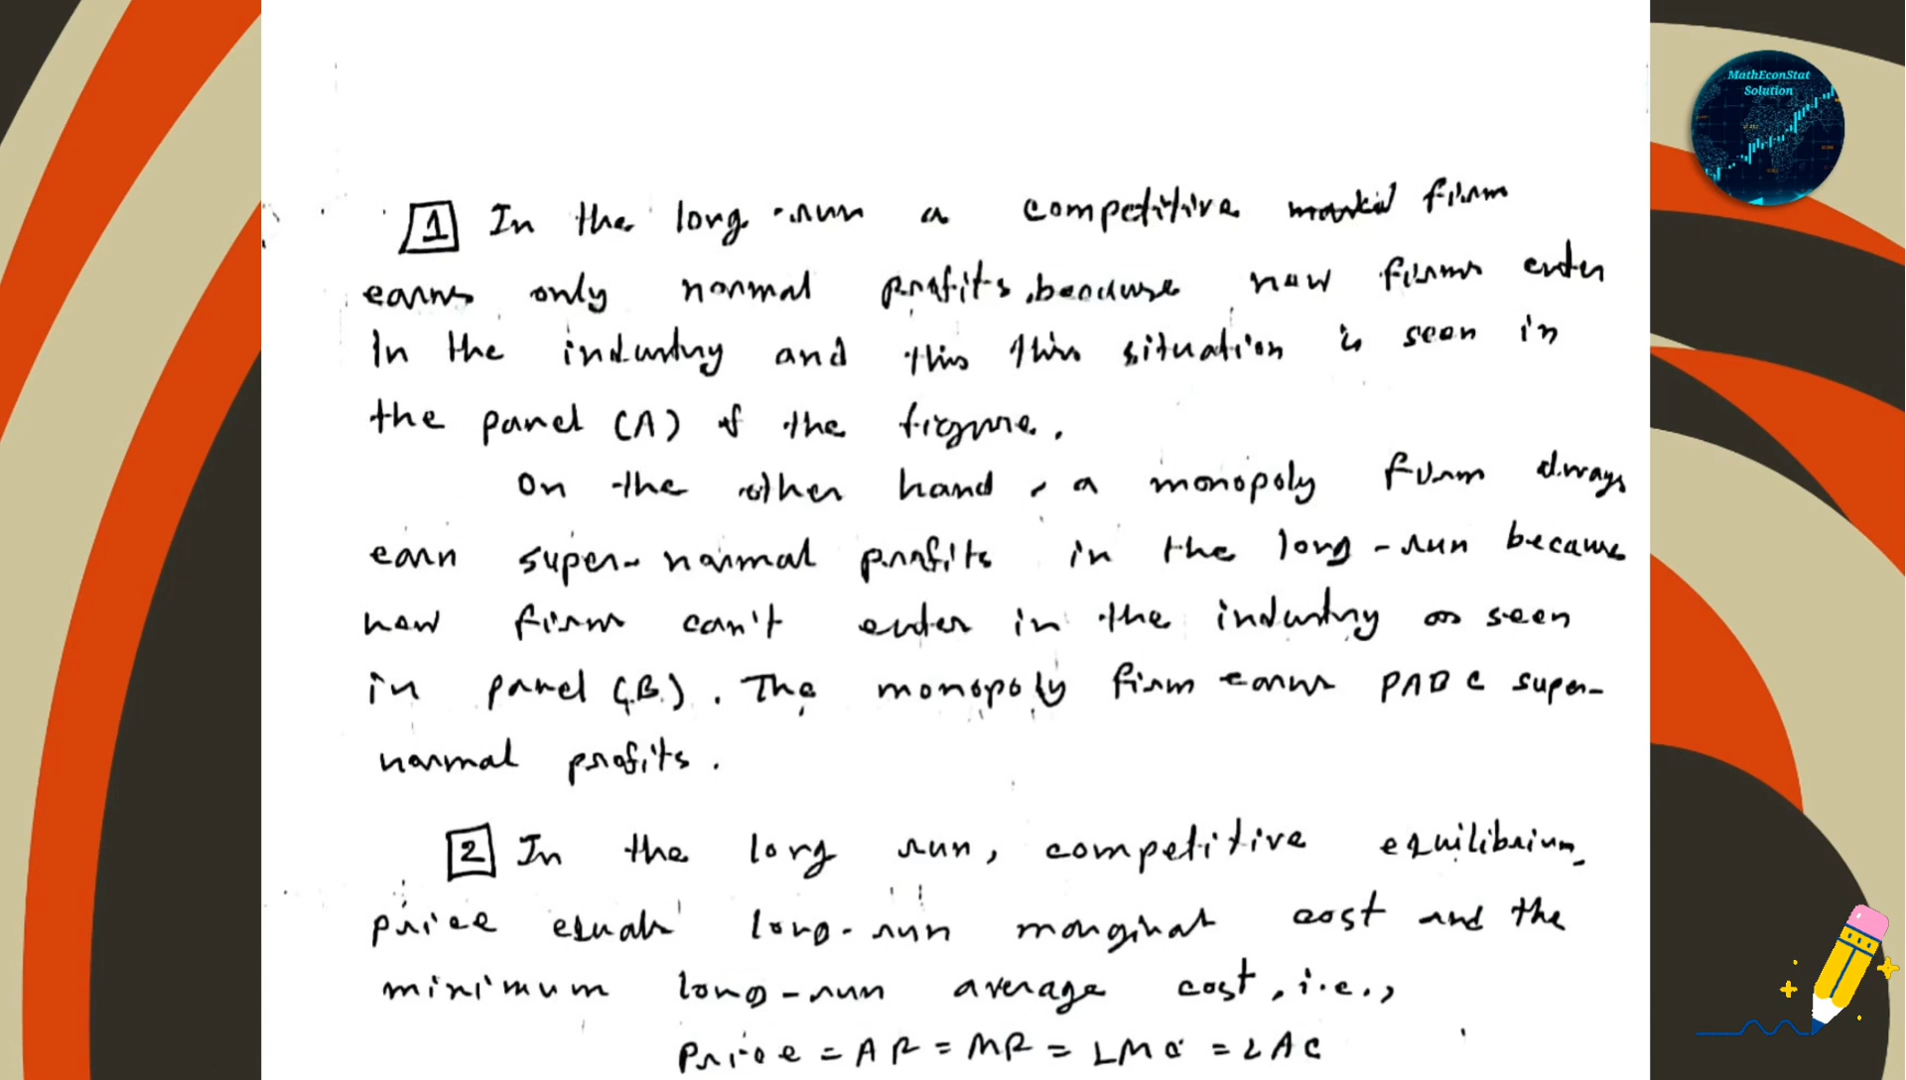 MathEconStat
Solution
1 In the long-run a competitive market firm
earns only normal profits, because new firms enter
In the industry and this this situation is seen in
the panel (A) of the figure.
On the other hand, a monopoly firm always
earn super-normal profits in the long-run because
new firm can't enter in the industry as seen
in panel (B). The monopoly firm earns PABC super-
normal profits.
2 In the long run, competitive equilibrium,
price equals long-run marginal cost and the
minimum long-run average cost, i.e.,
Price = AR = MR = LMC = LAC